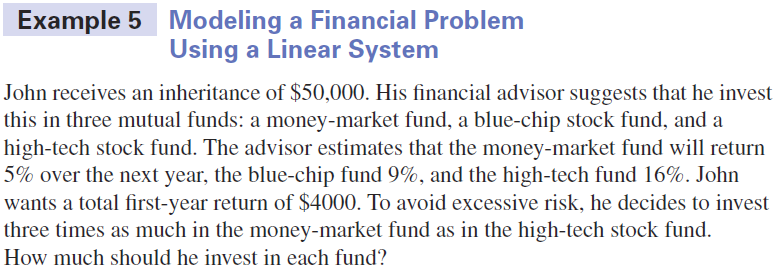 Example 5 Modeling a Financial Problem
Using a Linear System
John receives an inheritance of $50,000. His financial advisor suggests that he invest
this in three mutual funds: a money-market fund, a blue-chip stock fund, and a
high-tech stock fund. The advisor estimates that the money-market fund will return
5% over the next year, the blue-chip fund 9%, and the high-tech fund 16%. John
wants a total first-year return of $4000. To avoid excessive risk, he decides to invest
three times as much in the money-market fund as in the high-tech stock fund.
How much should he invest in each fund?